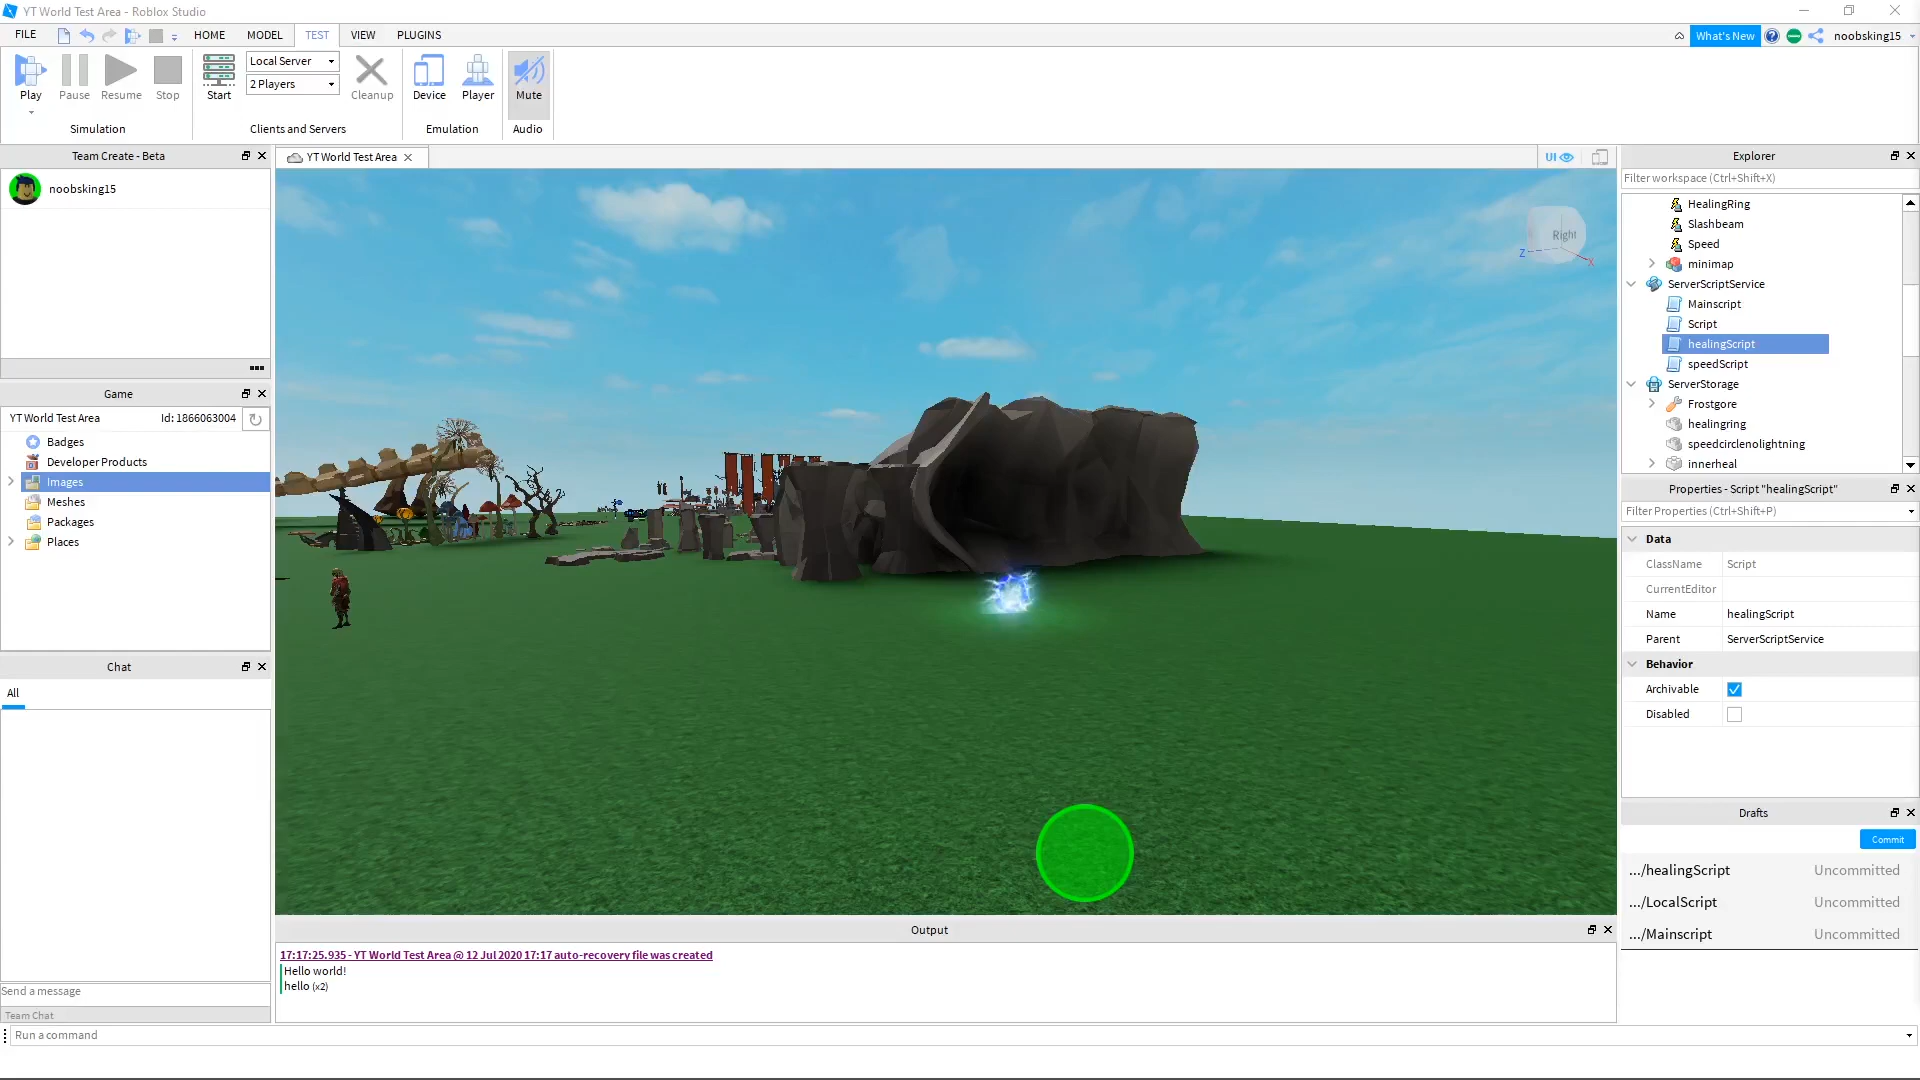 YT World Test Area - Roblox Studio
FILE
HOME
MODEL
TEST
VIEW
PLUGINS
What's New
noobsking15
Play
Pause
Resume
Stop
Simulation
Start
Local Server
2 Players
Cleanup
Clients and Servers
Device
Player
Emulation
Mute
Audio
Team Create - Beta
noobsking15
Game
YT World Test Area Id: 1866063004
Badges
Developer Products
Images
Meshes
Packages
Places
Chat
All
Send a message
Team Chat
YT World Test Area
UI
Right
Z
X
Output
17:17:25.935 - YT World Test Area @ 12 Jul 2020 17:17 auto-recovery file was created
Hello world!
hello (x2)
Explorer
Filter workspace (Ctrl+Shift+X)
HealingRing
Slashbeam
Speed
minimap
ServerScriptService
Mainscript
Script
healingScript
speedScript
ServerStorage
Frostgore
healingring
speedcirclenolightning
innerheal
Properties - Script "healingScript"
Filter Properties (Ctrl+Shift+P)
Data
ClassName Script
CurrentEditor
Name healingScript
Parent ServerScriptService
Behavior
Archivable
Disabled
Drafts
Commit
.../healingScript Uncommitted
.../LocalScript Uncommitted
.../Mainscript Uncommitted
Run a command